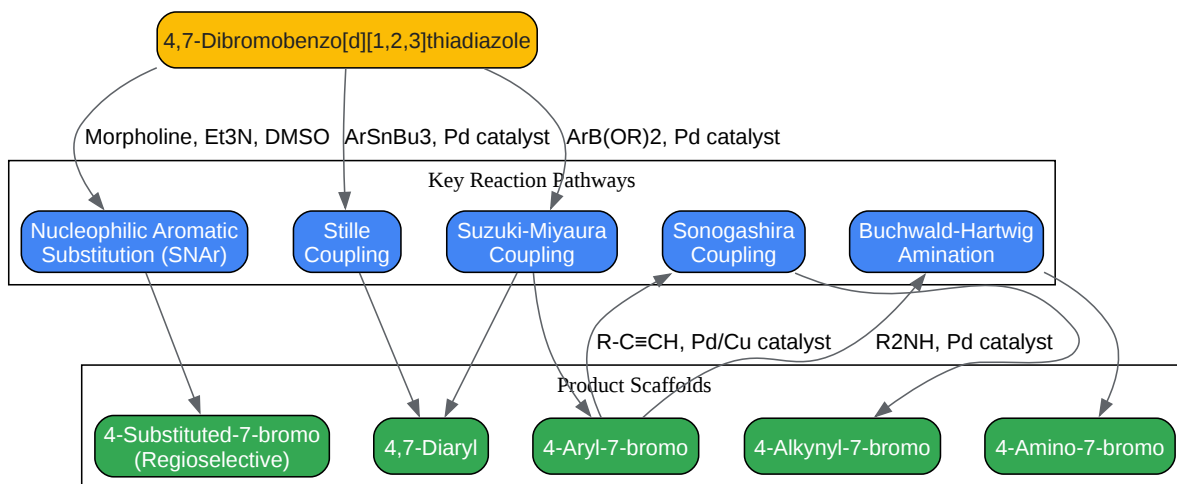 4,7-Dibromobenzo[d][1,2,3]thiadiazole
Morpholine, Et3N, DMSO
ArSnBu3, Pd catalyst
ArB(OR)2, Pd catalyst
Key Reaction Pathways
Nucleophilic Aromatic
Substitution (SNAr)
Stille
Coupling
Suzuki-Miyaura
Coupling
Sonogashira
Coupling
Buchwald-Hartwig
Amination
R-C≡CH, Pd/Cu catalyst
R2NH, Pd catalyst
Product Scaffolds
4-Substituted-7-bromo
(Regioselective)
4,7-Diaryl
4-Aryl-7-bromo
4-Alkynyl-7-bromo
4-Amino-7-bromo